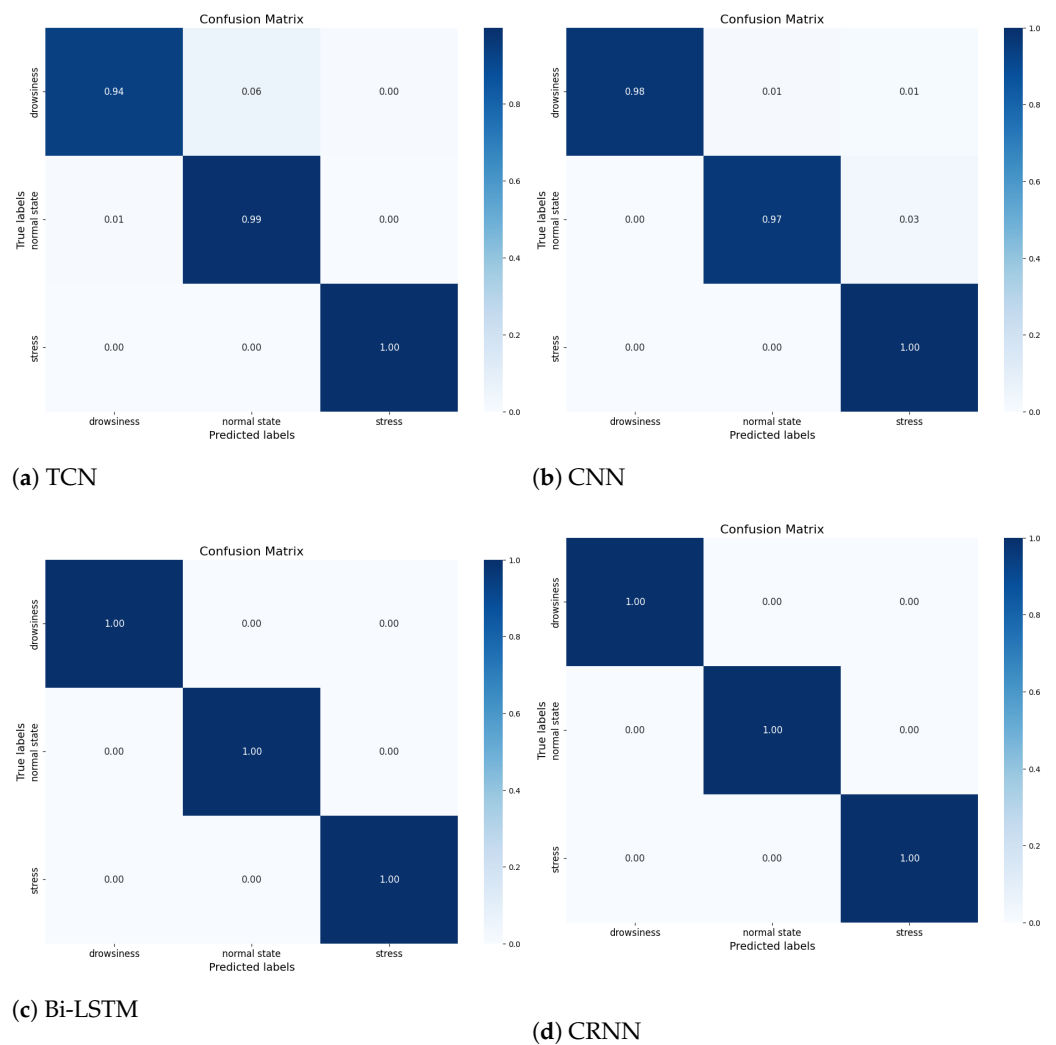 Confusion Matrix
drowsiness
0.94 0.06 0.00
True labels
normal state
0.01 0.99 0.00
stress
0.00 0.00 1.00
drowsiness normal state stress
Predicted labels
0.8
0.6
0.4
0.2
0.0
(a) TCN
Confusion Matrix
drowsiness
0.98 0.01 0.01
True labels
normal state
0.00 0.97 0.03
stress
0.00 0.00 1.00
drowsiness normal state stress
Predicted labels
1.0
0.8
0.6
0.4
0.2
0.0
(b) CNN
Confusion Matrix
drowsiness
1.00 0.00 0.00
True labels
normal state
0.00 1.00 0.00
stress
0.00 0.00 1.00
drowsiness normal state stress
Predicted labels
1.0
0.8
0.6
0.4
0.2
0.0
(c) Bi-LSTM
Confusion Matrix
drowsiness
1.00 0.00 0.00
True labels
normal state
0.00 1.00 0.00
stress
0.00 0.00 1.00
drowsiness normal state stress
Predicted labels
1.0
0.8
0.6
0.4
0.2
0.0
(d) CRNN